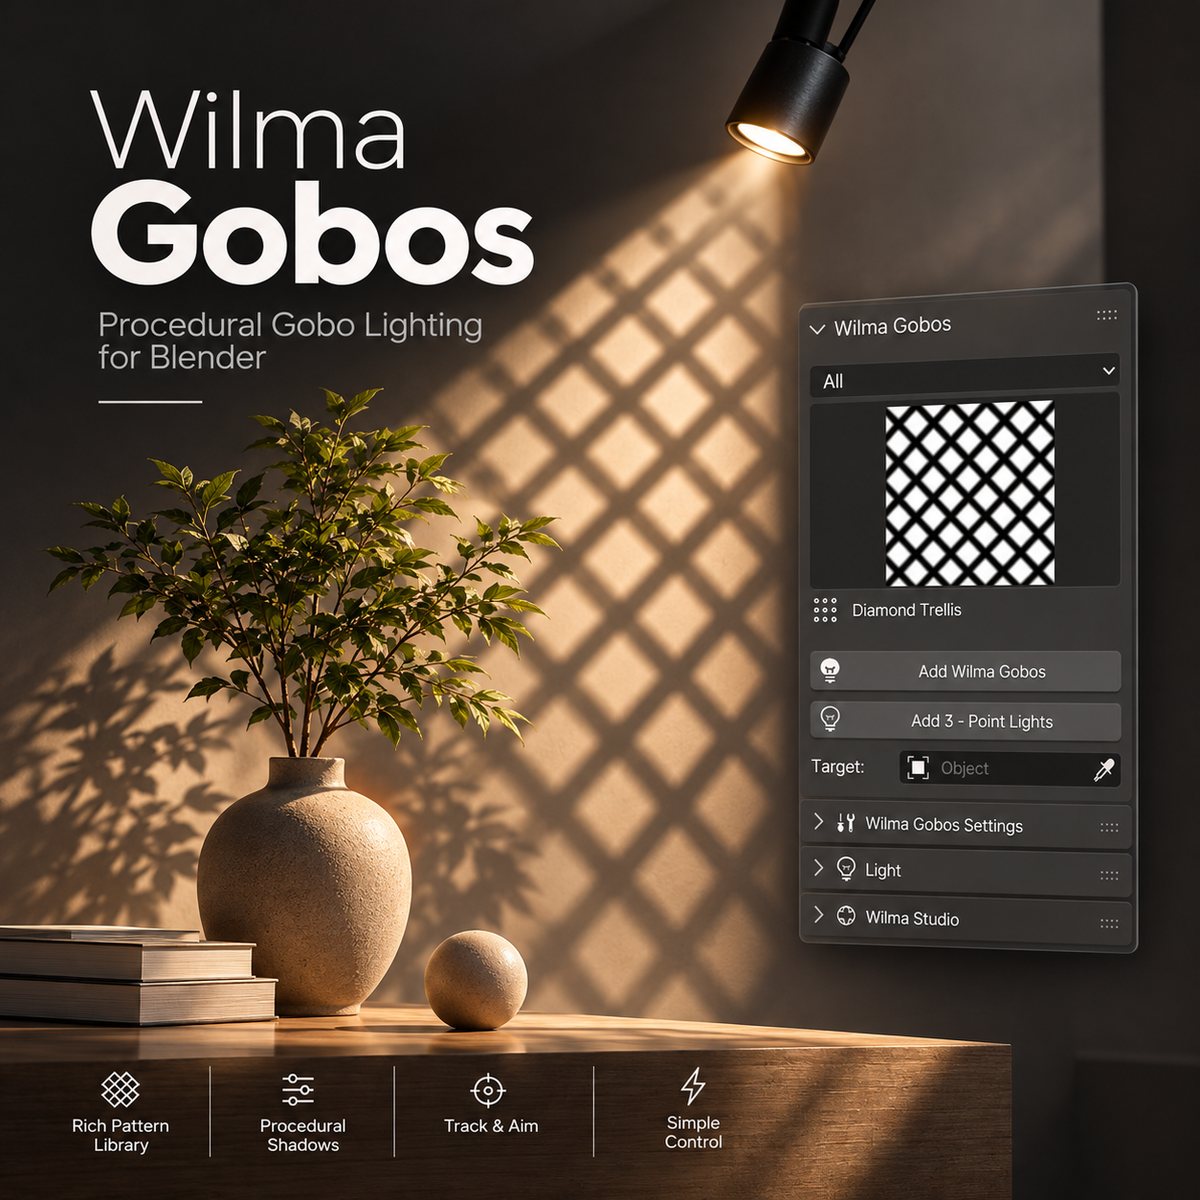 Wilma
Gobos
Procedural Gobo Lighting
for Blender
Wilma Gobos
All
Diamond Trellis
Add Wilma Gobos
Add 3 - Point Lights
Target:
Object
Wilma Gobos Settings
Light
Wilma Studio
Rich Pattern
Library
Procedural
Shadows
Track & Aim
Simple
Control